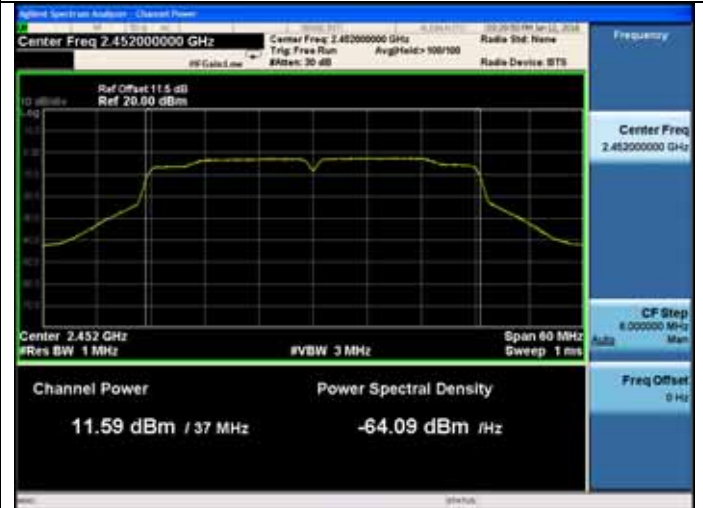 Agilent Spectrum Analyzer - Channel Power
Center Freq 2.452000000 GHz
#IFGain:Low
Center Freq: 2.452000000 GHz
Trig: Free Run
Avg|Hold:> 100/100
#Atten: 30 dB
Radio Std: None
Radio Device: BTS
Frequency
Ref Offset 11.5 dB
10 dB/div
Ref 20.00 dBm
Log
Center Freq
2.452000000 GHz
Center 2.452 GHz
Span 60 MHz
#Res BW 1 MHz
#VBW 3 MHz
Sweep 1 ms
CF Step
6.000000 MHz
Auto
Man
Channel Power
Power Spectral Density
11.59 dBm / 37 MHz
-64.09 dBm /Hz
Freq Offset
0 Hz
STATUS